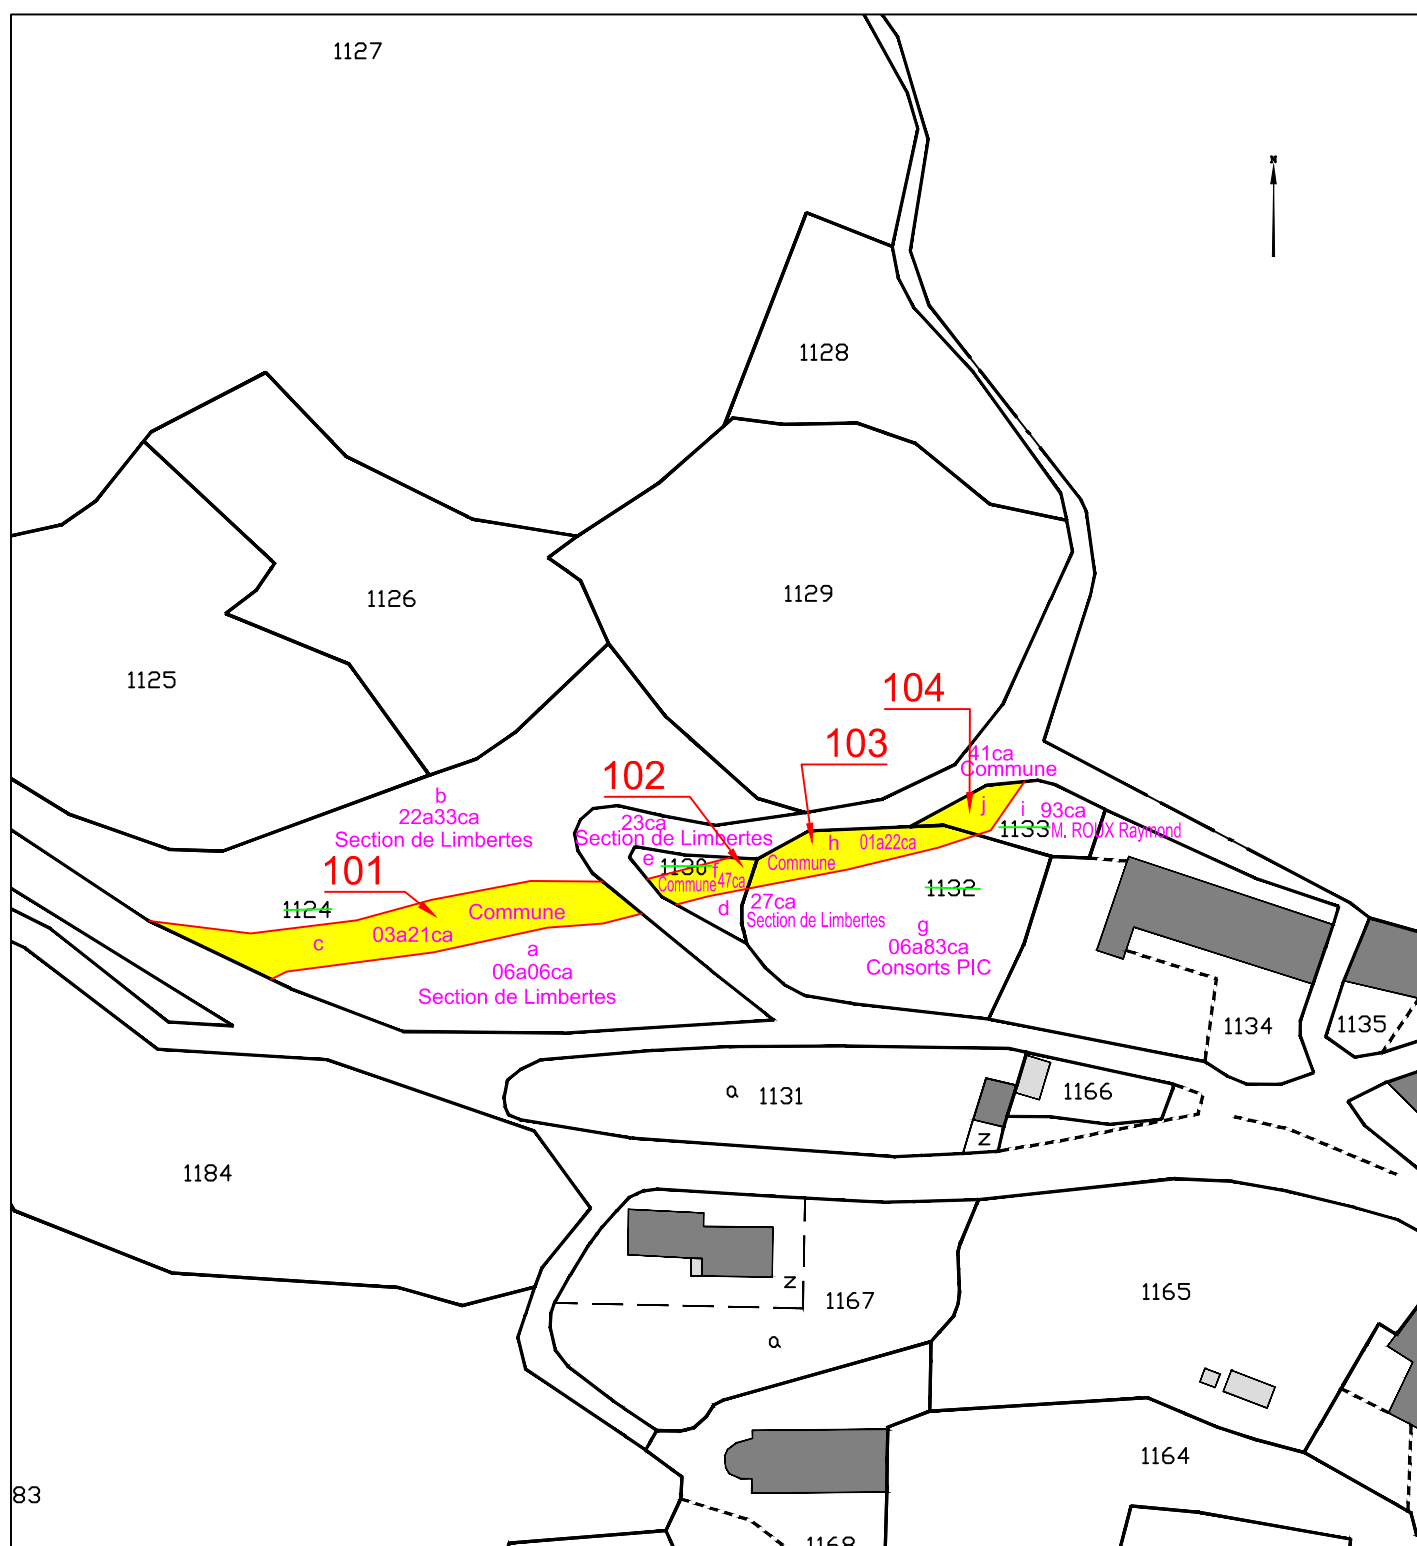 1127
N
1128
1126
1129
1125
104
103
102
101
b
22a33ca
Section de Limbertes
41ca
Commune
j
i
93ca
1133
M. ROUX Raymond
23ca
Section de Limbertes
e
1130
f
Commune
47ca
h
01a22ca
Commune
1132
1124
Commune
c
03a21ca
d
27ca
Section de Limbertes
a
06a06ca
Section de Limbertes
g
06a83ca
Consorts PIC
1134
1135
a
1131
1166
z
1184
z
1167
1165
a
1164
83
1168